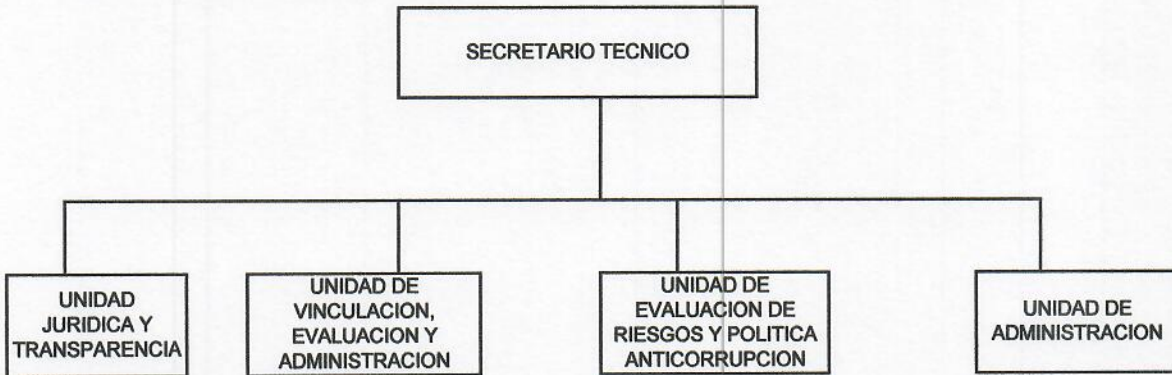 SECRETARIO TECNICO
UNIDAD
JURIDICA Y
TRANSPARENCIA
UNIDAD DE
VINCULACION,
EVALUACION Y
ADMINISTRACION
UNIDAD DE
EVALUACION DE
RIESGOS Y POLITICA
ANTICORRUPCION
UNIDAD DE
ADMINISTRACION